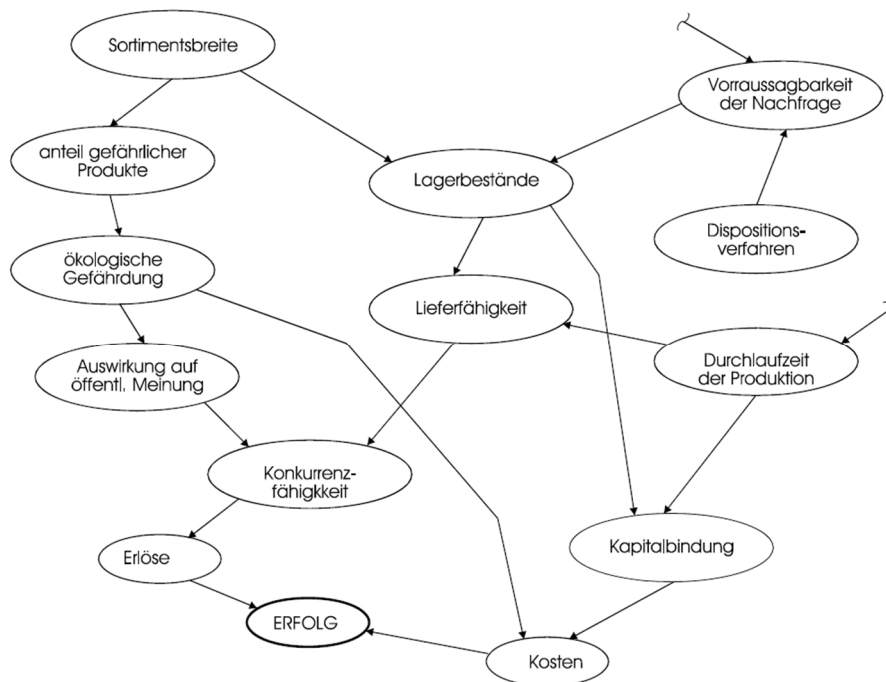 Sortimentsbreite
Vorraussagbarkeit
der Nachfrage
anteil gefährlicher
Produkte
Lagerbestände
Dispositions-
verfahren
ökologische
Gefährdung
Lieferfähigkeit
Auswirkung auf
öffentl. Meinung
Durchlaufzeit
der Produktion
Konkurrenz-
fähigkkeit
Erlöse
Kapitalbindung
ERFOLG
Kosten